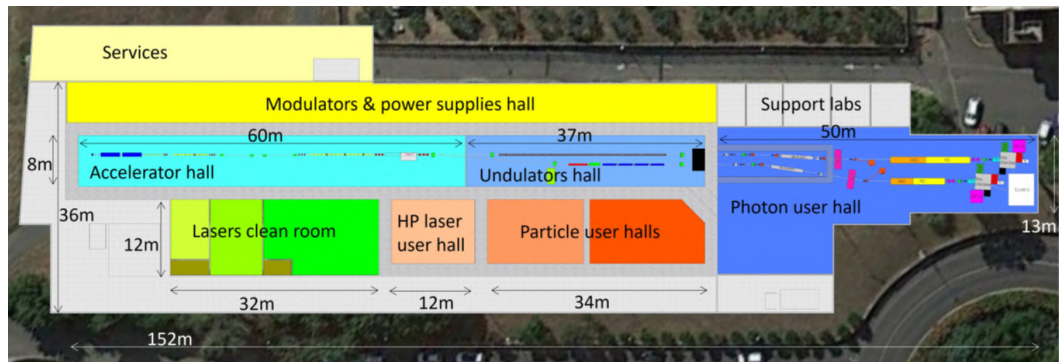 Services
Modulators & power supplies hall
Support labs
60m
37m
50m
8m
Accelerator hall
Undulators hall
36m
12m
Lasers clean room
HP laser
user hall
Particle user halls
Photon user hall
13m
32m
12m
34m
152m